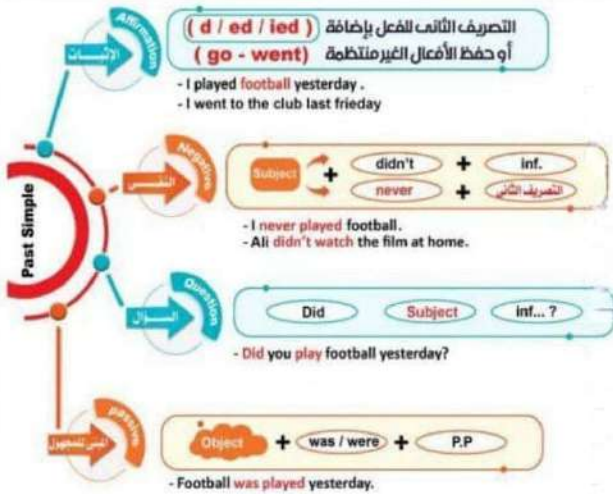 Past Simple
Affirmation
الاثبات
التصريف الثانى للفعل بإضافة ( d / ed / ied )
أو حفظ الأفعال الغير منتظمة ( go - went )
- I played football yesterday .
- I went to the club last frieday
Negative
النفى
Subject + didn't + inf.
never + التصريف الثانى
- I never played football.
- Ali didn't watch the film at home.
Question
السؤال
Did Subject inf... ?
- Did you play football yesterday?
passive
المبنى للمجهول
Object + was / were + P.P
- Football was played yesterday.